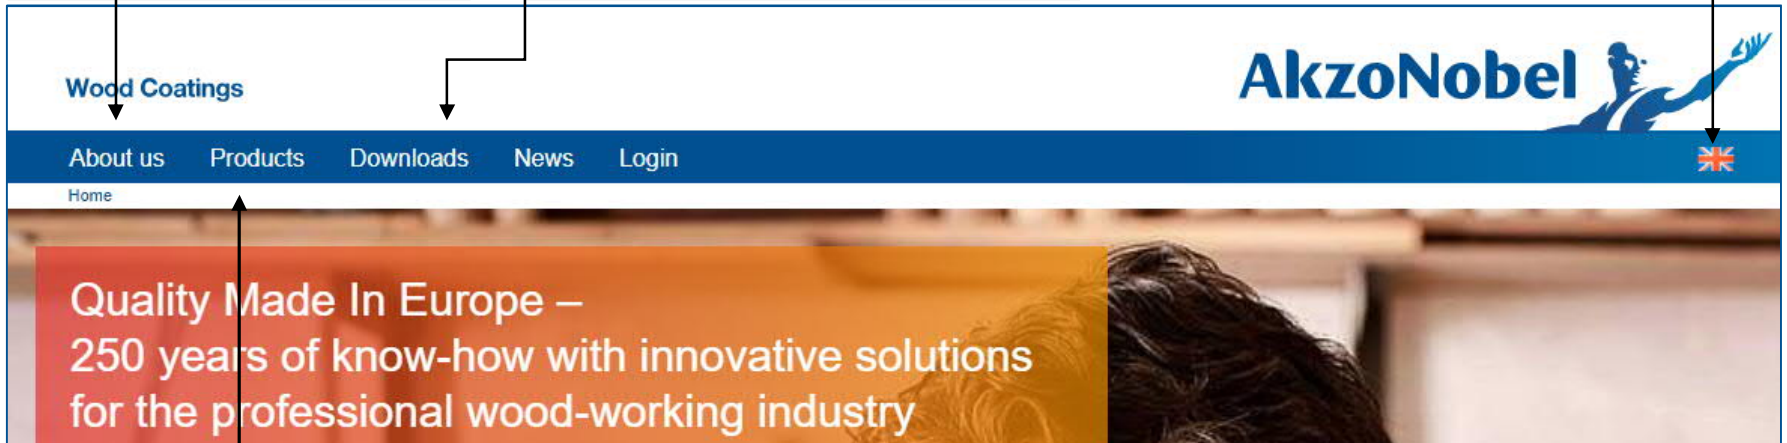 Wood Coatings
AkzoNobel
About us Products Downloads News Login
Home
Quality Made In Europe –
250 years of know-how with innovative solutions
for the professional wood-working industry